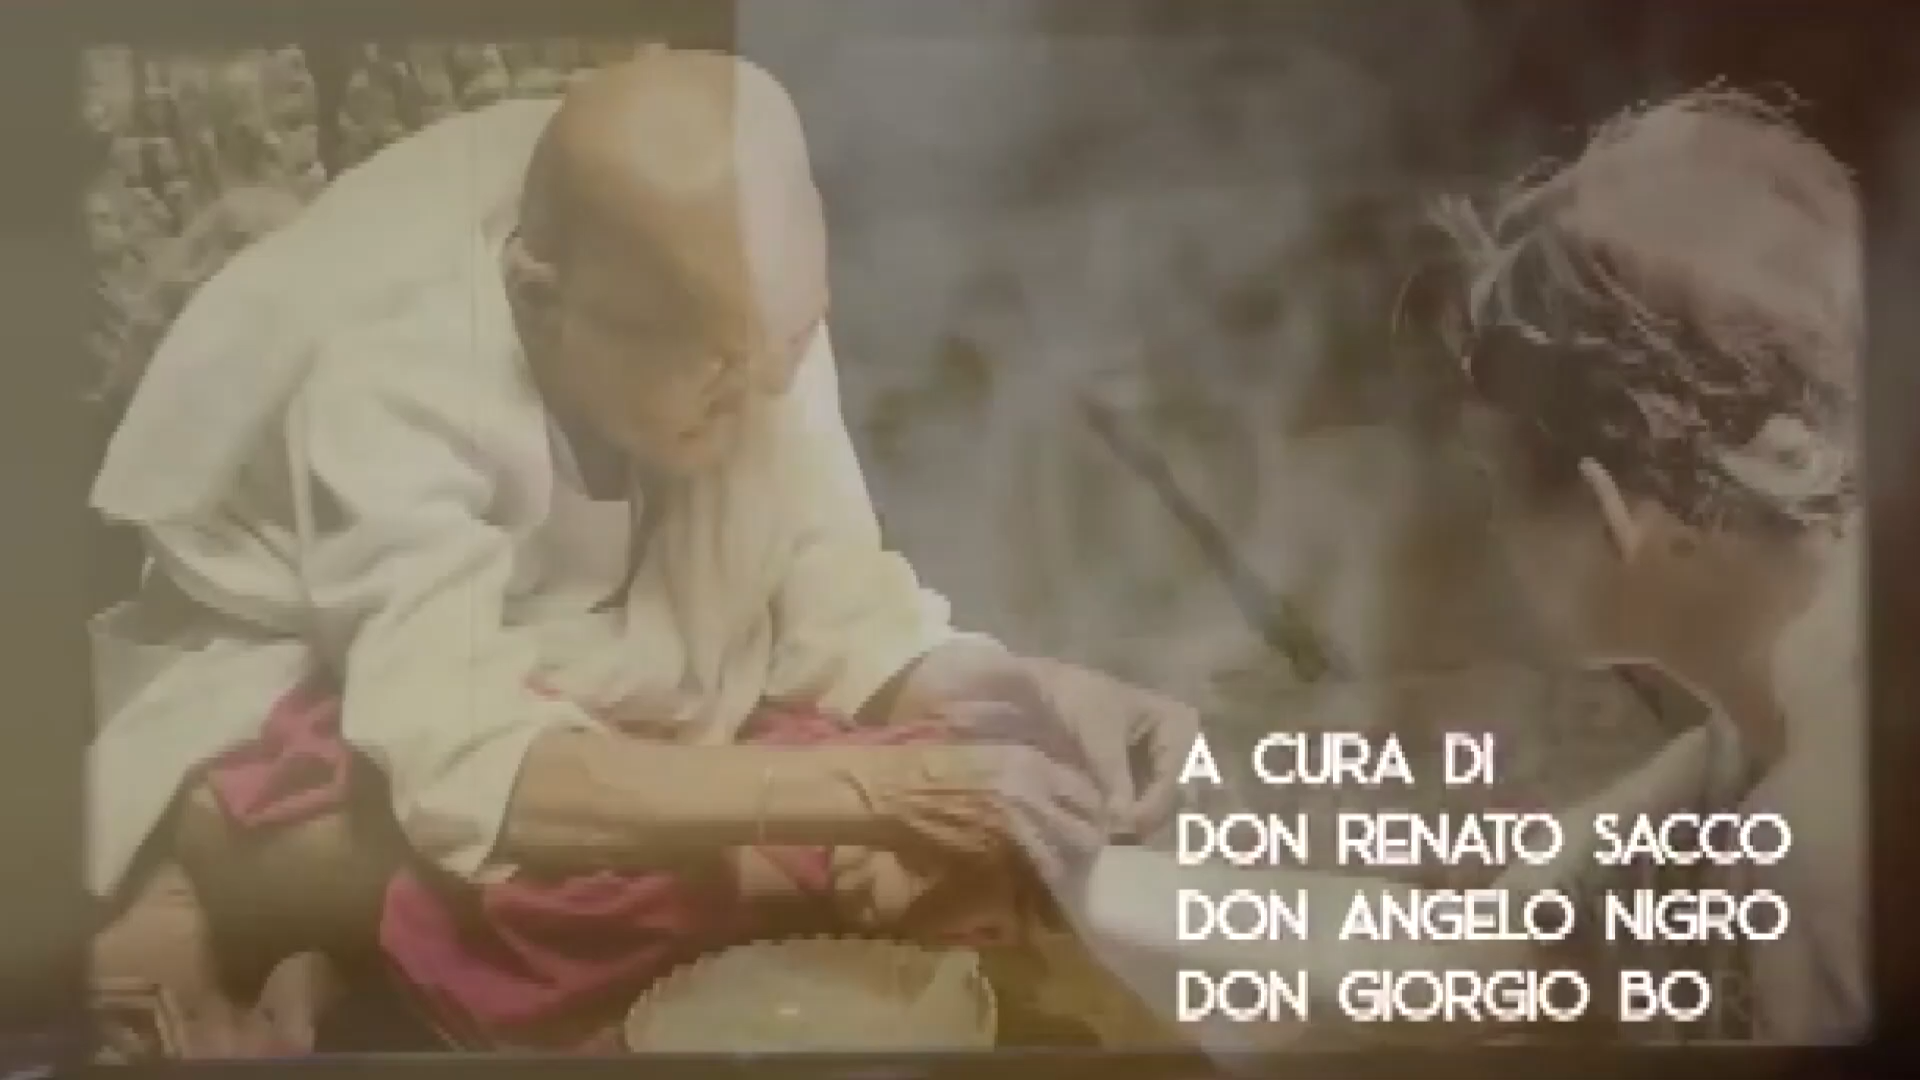 A CURA DI
DON RENATO SACCO
DON ANGELO NIGRO
DON GIORGIO BO